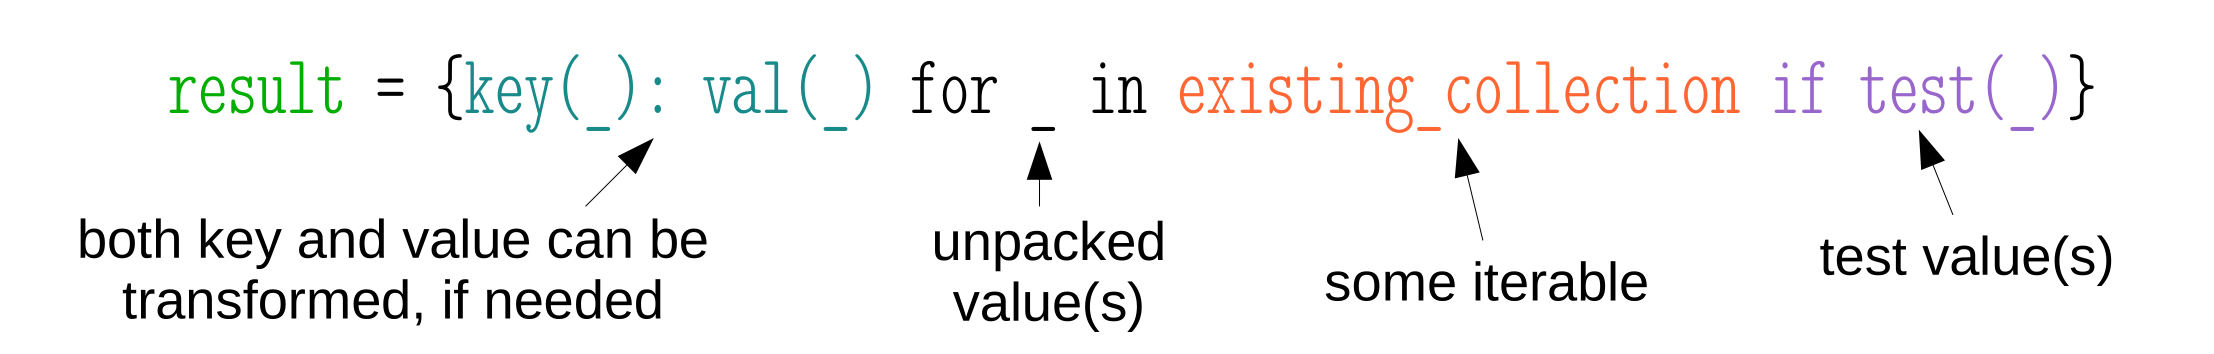 result = {key(_): val(_) for _ in existing_collection if test(_)}
both key and value can be
transformed, if needed
unpacked
value(s)
some iterable
test value(s)